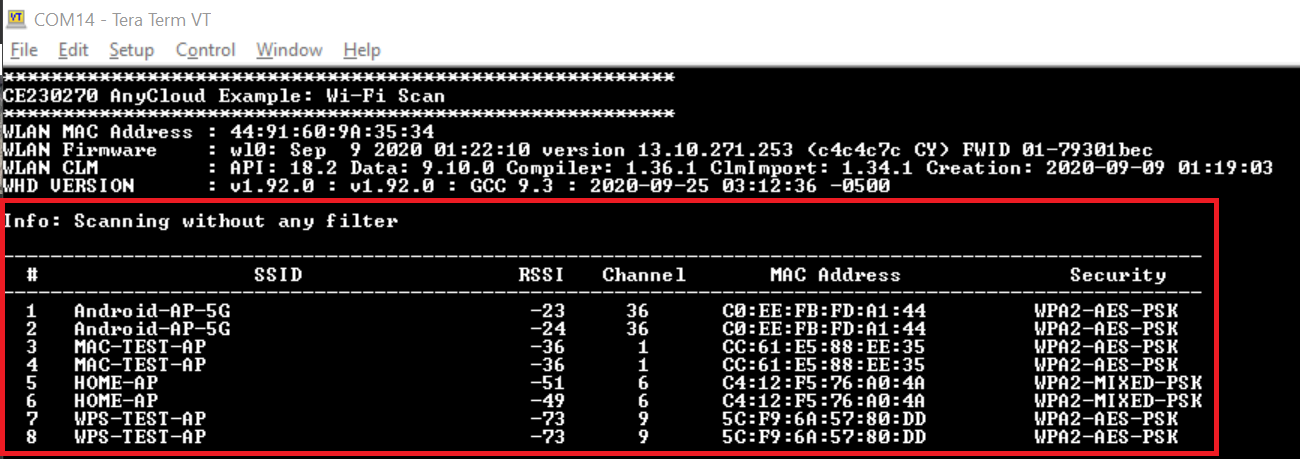 COM14 - Tera Term VT
File Edit Setup Control Window Help
********************************************************
CE230270 AnyCloud Example: Wi-Fi Scan
********************************************************
WLAN MAC Address : 44:91:60:9A:35:34
WLAN Firmware : wl0: Sep 9 2020 01:22:10 version 13.10.271.253 (c4c4c7c CY) FWID 01-79301bec
WLAN CLM : API: 18.2 Data: 9.10.0 Compiler: 1.36.1 ClmImport: 1.34.1 Creation: 2020-09-09 01:19:03
WHD VERSION : v1.92.0 : v1.92.0 : GCC 9.3 : 2020-09-25 03:12:36 -0500
Info: Scanning without any filter
----------------------------------------------------------------------------------------------------
# SSID RSSI Channel MAC Address Security
----------------------------------------------------------------------------------------------------
1 Android-AP-5G -23 36 C0:EE:FB:FD:A1:44 WPA2-AES-PSK
2 Android-AP-5G -24 36 C0:EE:FB:FD:A1:44 WPA2-AES-PSK
3 MAC-TEST-AP -36 1 CC:61:E5:88:EE:35 WPA2-AES-PSK
4 MAC-TEST-AP -36 1 CC:61:E5:88:EE:35 WPA2-AES-PSK
5 HOME-AP -51 6 C4:12:F5:76:A0:4A WPA2-MIXED-PSK
6 HOME-AP -49 6 C4:12:F5:76:A0:4A WPA2-MIXED-PSK
7 WPS-TEST-AP -73 9 5C:F9:6A:57:80:DD WPA2-AES-PSK
8 WPS-TEST-AP -73 9 5C:F9:6A:57:80:DD WPA2-AES-PSK